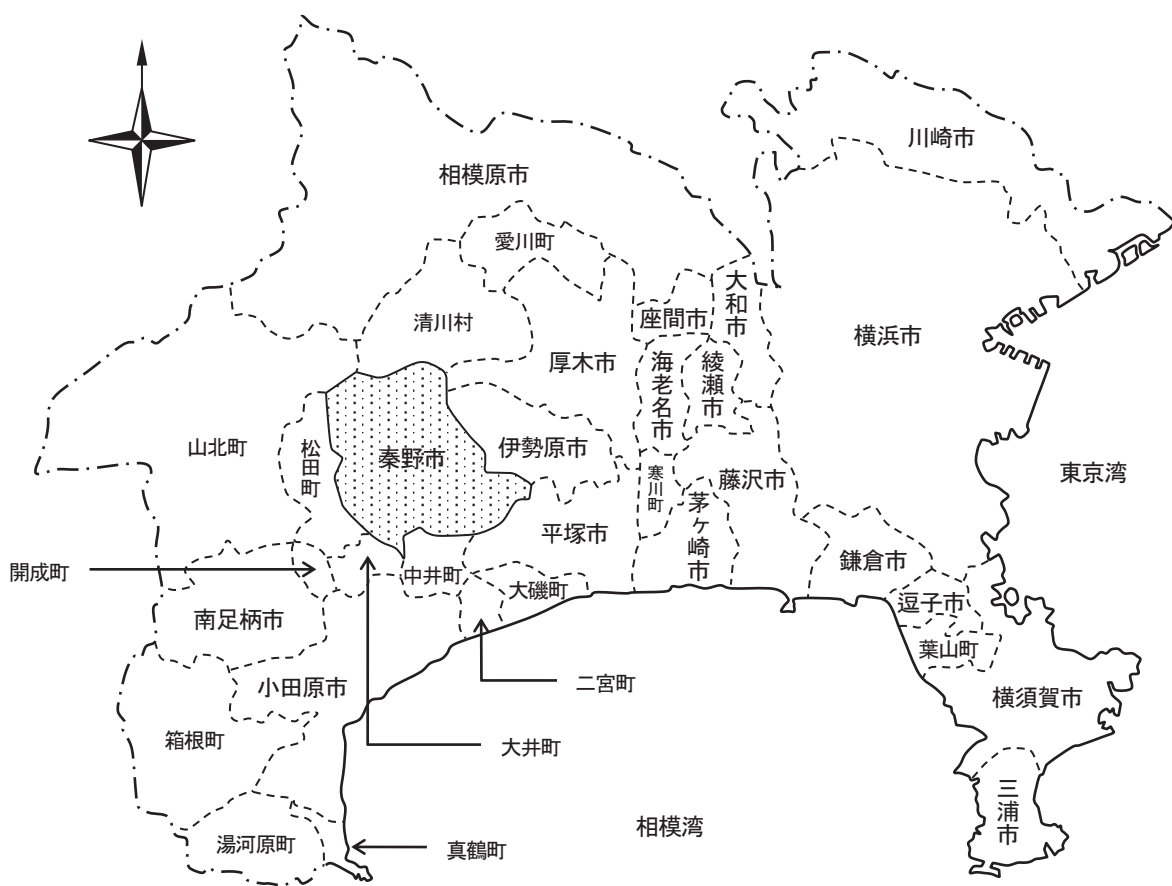 川崎市
相模原市
愛川町
大和市
座間市
清川村
横浜市
厚木市
海老名市
綾瀬市
山北町
松田町
秦野市
伊勢原市
寒川町
藤沢市
東京湾
茅ヶ崎市
平塚市
開成町
中井町
大磯町
鎌倉市
逗子市
南足柄市
葉山町
小田原市
二宮町
横須賀市
箱根町
大井町
三浦市
相模湾
湯河原町
真鶴町